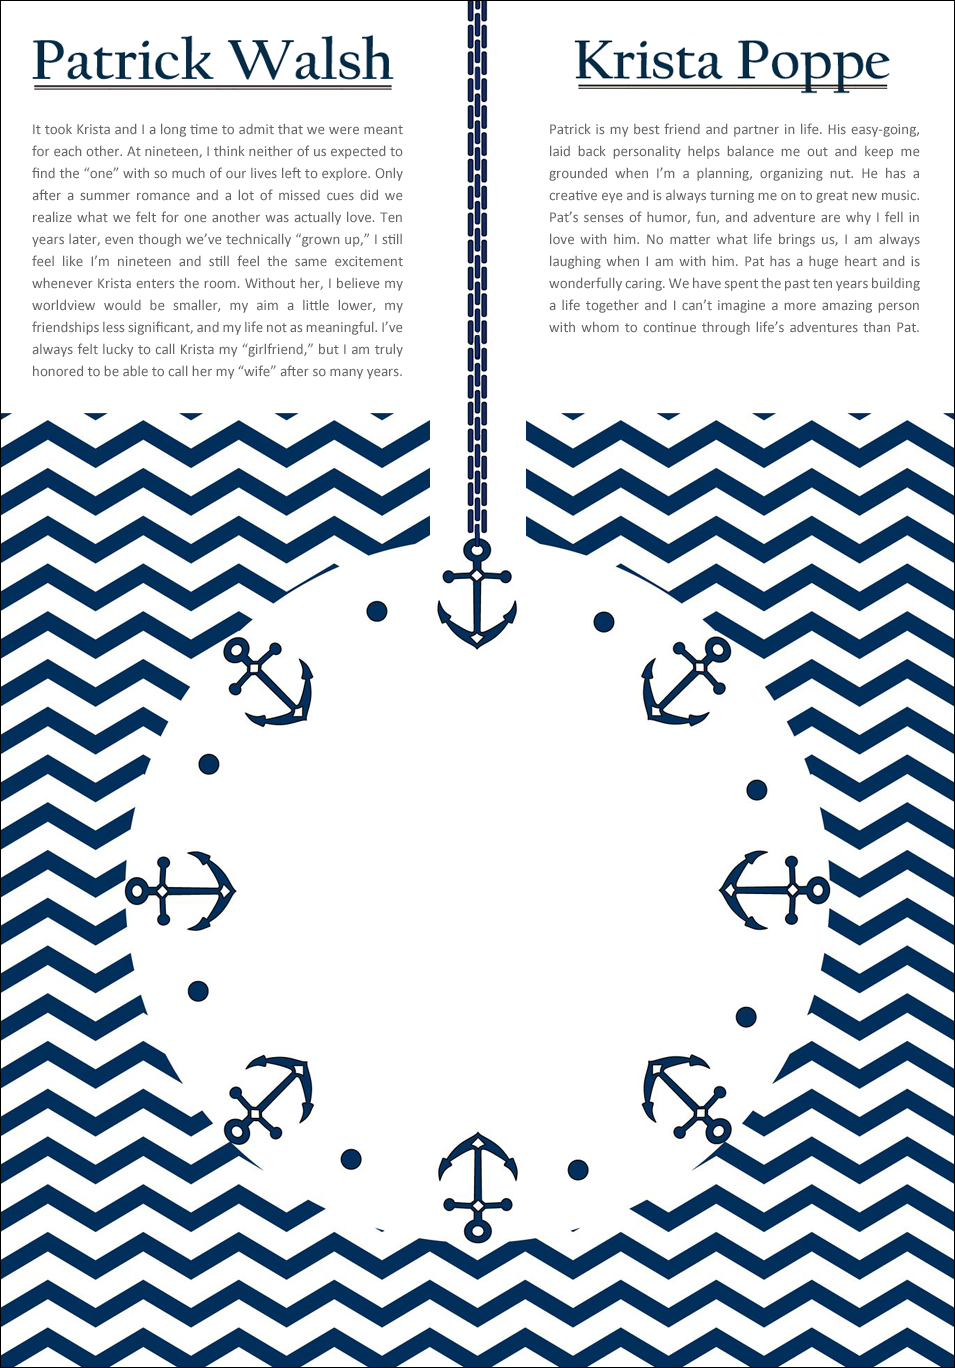 Patrick Walsh
It took Krista and I a long time to admit that we were meant
for each other. At nineteen, I think neither of us expected to
find the “one” with so much of our lives left to explore. Only
after a summer romance and a lot of missed cues did we
realize what we felt for one another was actually love. Ten
years later, even though we’ve technically “grown up,” I still
feel like I’m nineteen and still feel the same excitement
whenever Krista enters the room. Without her, I believe my
worldview would be smaller, my aim a little lower, my
friendships less significant, and my life not as meaningful. I’ve
always felt lucky to call Krista my “girlfriend,” but I am truly
honored to be able to call her my “wife” after so many years.
Krista Poppe
Patrick is my best friend and partner in life. His easy-going,
laid back personality helps balance me out and keep me
grounded when I’m a planning, organizing nut. He has a
creative eye and is always turning me on to great new music.
Pat’s senses of humor, fun, and adventure are why I fell in
love with him. No matter what life brings us, I am always
laughing when I am with him. Pat has a huge heart and is
wonderfully caring. We have spent the past ten years building
a life together and I can’t imagine a more amazing person
with whom to continue through life’s adventures than Pat.